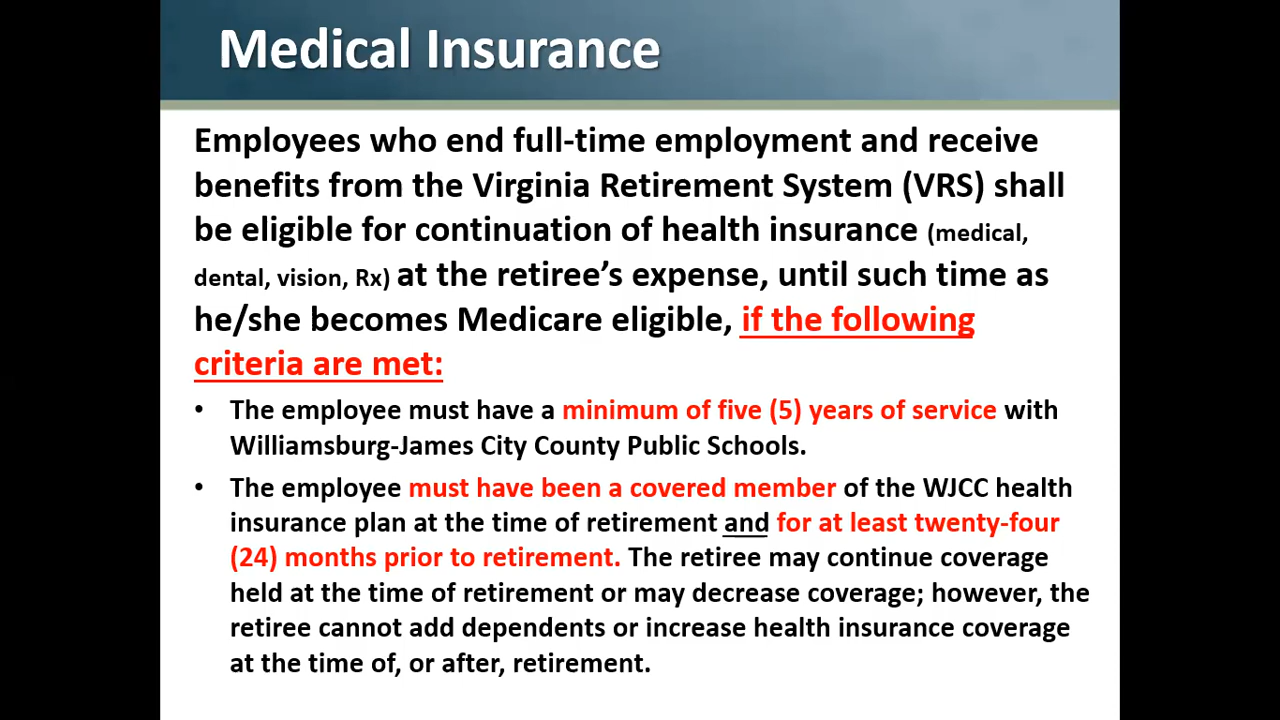 Medical Insurance
Employees who end full-time employment and receive
benefits from the Virginia Retirement System (VRS) shall
be eligible for continuation of health insurance (medical,
dental, vision, Rx) at the retiree’s expense, until such time as
he/she becomes Medicare eligible, if the following
criteria are met:
• The employee must have a minimum of five (5) years of service with
Williamsburg-James City County Public Schools.
• The employee must have been a covered member of the WJCC health
insurance plan at the time of retirement and for at least twenty-four
(24) months prior to retirement. The retiree may continue coverage
held at the time of retirement or may decrease coverage; however, the
retiree cannot add dependents or increase health insurance coverage
at the time of, or after, retirement.